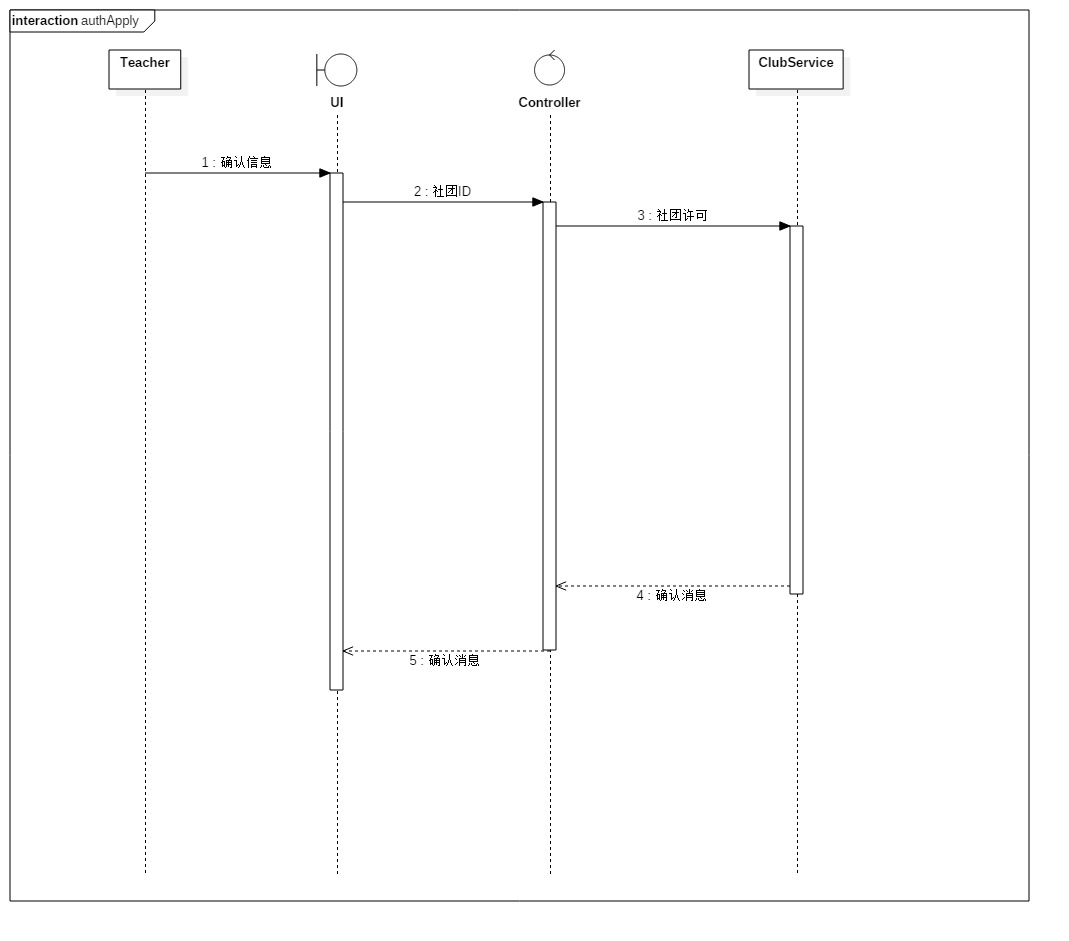 interaction authApply
Teacher
UI
Controller
ClubService
1 : 确认信息
2 : 社团ID
3 : 社团许可
4 : 确认消息
5 : 确认消息